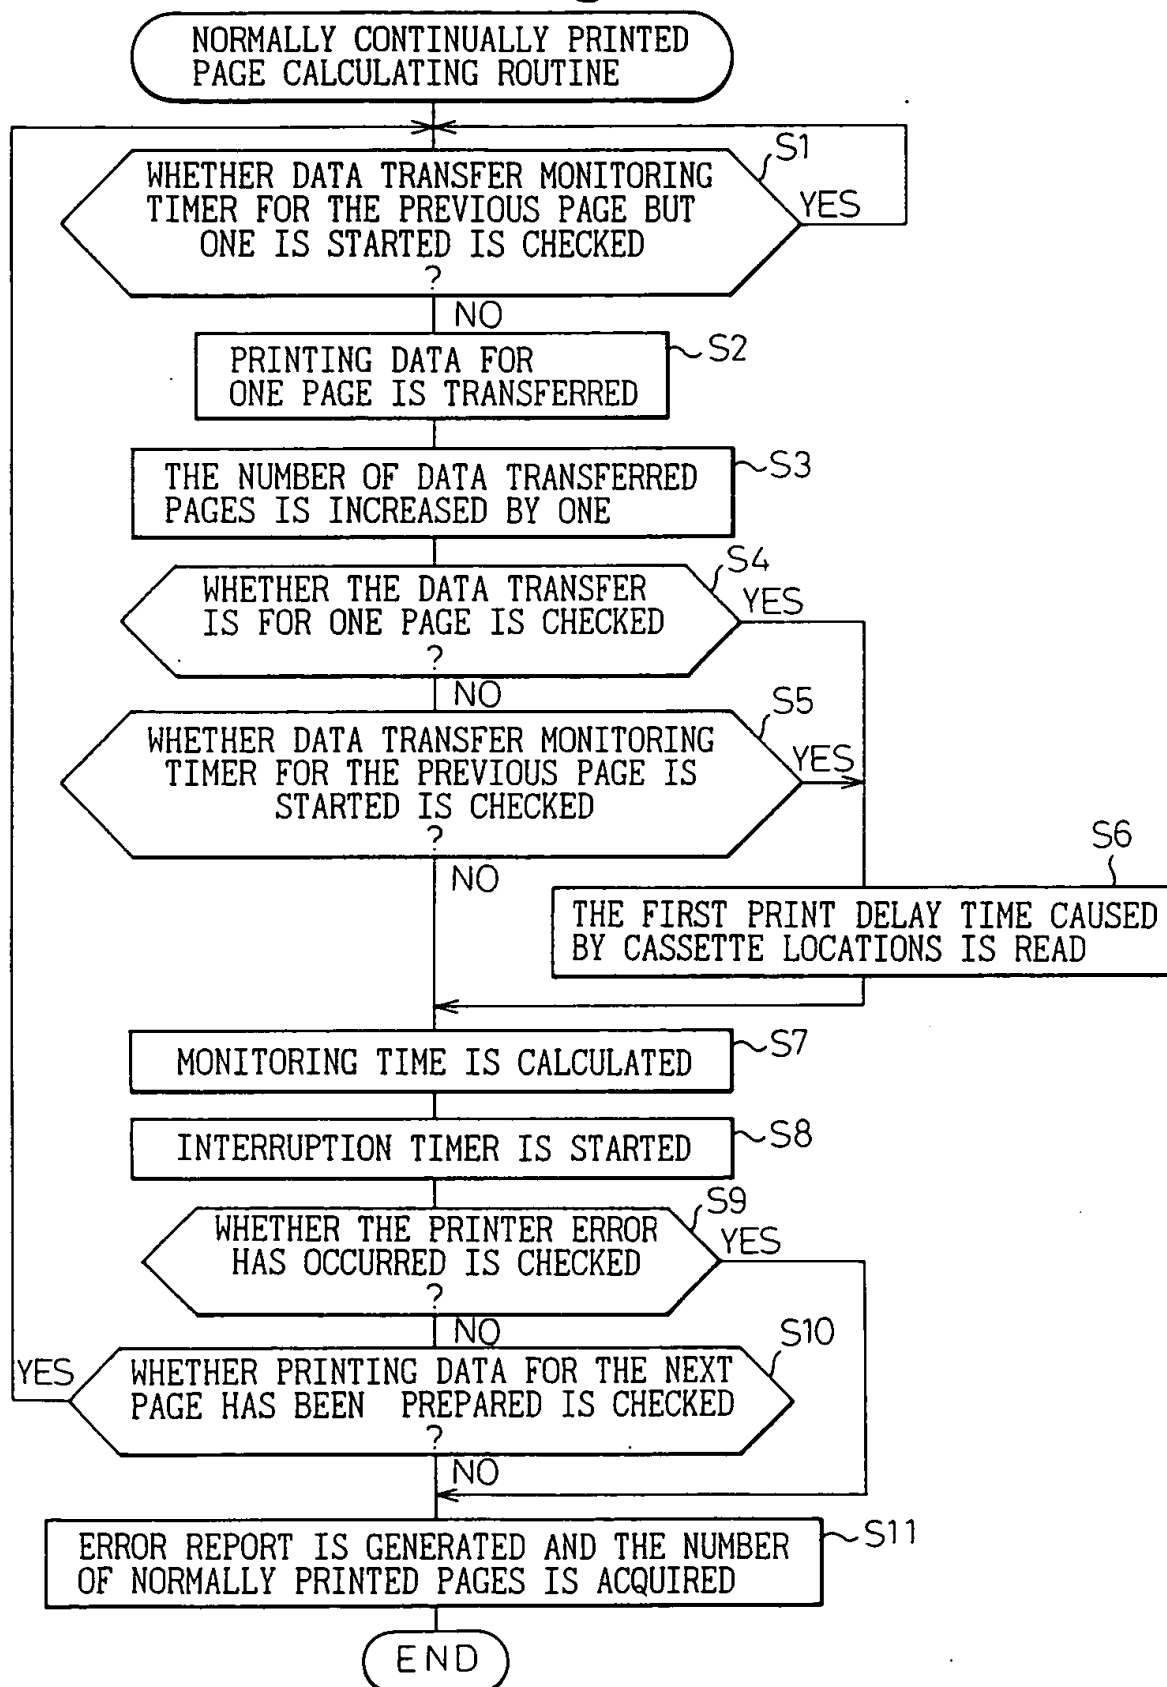 NORMALLY CONTINUALLY PRINTED
PAGE CALCULATING ROUTINE
S1
WHETHER DATA TRANSFER MONITORING
TIMER FOR THE PREVIOUS PAGE BUT
ONE IS STARTED IS CHECKED
?
YES
NO
S2
PRINTING DATA FOR
ONE PAGE IS TRANSFERRED
S3
THE NUMBER OF DATA TRANSFERRED
PAGES IS INCREASED BY ONE
S4
WHETHER THE DATA TRANSFER
IS FOR ONE PAGE IS CHECKED
?
YES
NO
S5
WHETHER DATA TRANSFER MONITORING
TIMER FOR THE PREVIOUS PAGE IS
STARTED IS CHECKED
?
YES
NO
S6
THE FIRST PRINT DELAY TIME CAUSED
BY CASSETTE LOCATIONS IS READ
S7
MONITORING TIME IS CALCULATED
S8
INTERRUPTION TIMER IS STARTED
S9
WHETHER THE PRINTER ERROR
HAS OCCURRED IS CHECKED
?
YES
NO
S10
YES
WHETHER PRINTING DATA FOR THE NEXT
PAGE HAS BEEN PREPARED IS CHECKED
?
NO
S11
ERROR REPORT IS GENERATED AND THE NUMBER
OF NORMALLY PRINTED PAGES IS ACQUIRED
END